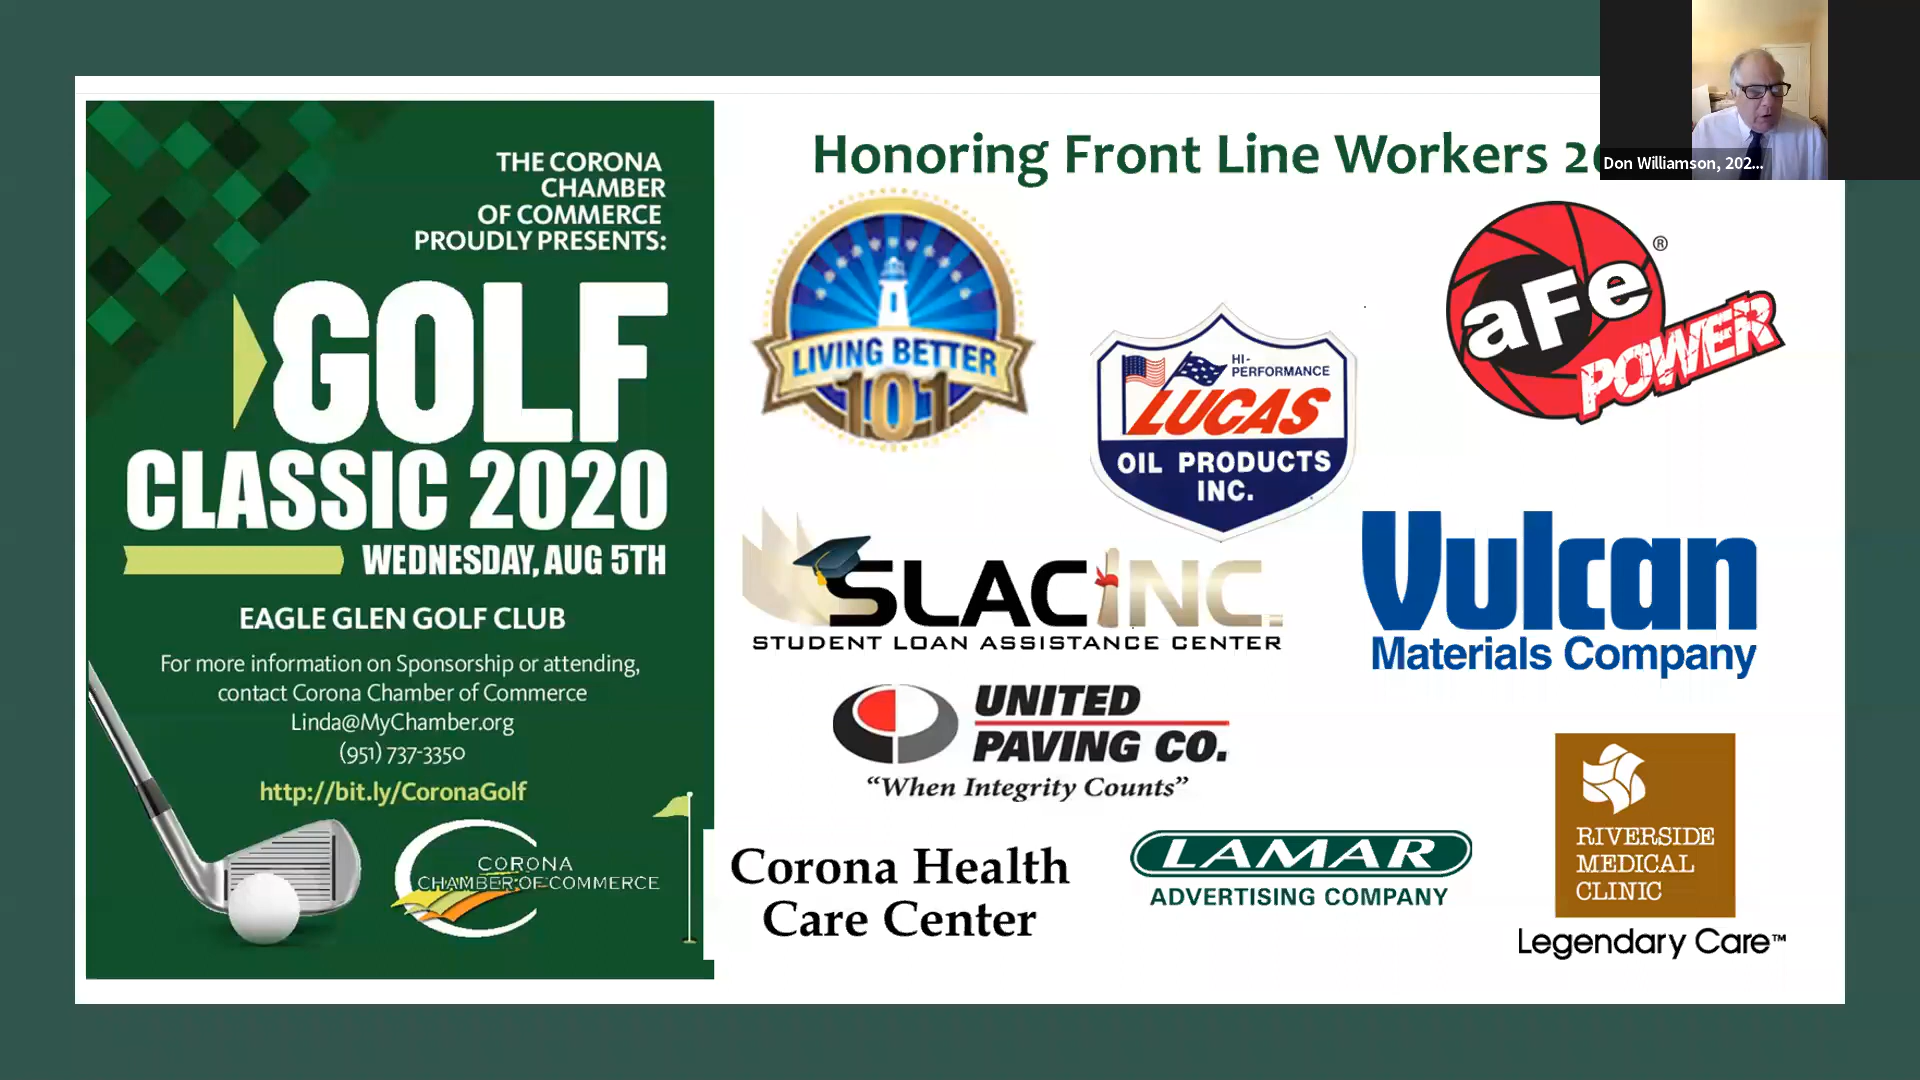 THE CORONA
CHAMBER
OF COMMERCE
PROUDLY PRESENTS:
GOLF
CLASSIC 2020
WEDNESDAY, AUG 5TH
EAGLE GLEN GOLF CLUB
For more information on Sponsorship or attending,
contact Corona Chamber of Commerce
Linda@MyChamber.org
(951) 737-3350
http://bit.ly/CoronaGolf
CORONA
CHAMBER OF COMMERCE
Honoring Front Line Workers
Don Williamson, 202...
LIVING BETTER
101
HI-
PERFORMANCE
LUCAS
OIL PRODUCTS
INC.
aFe
®
POWER
SLAC INC.
STUDENT LOAN ASSISTANCE CENTER
Vulcan
Materials Company
UNITED
PAVING CO.
“When Integrity Counts”
Corona Health
Care Center
LAMAR
ADVERTISING COMPANY
RIVERSIDE
MEDICAL
CLINIC
Legendary Care™